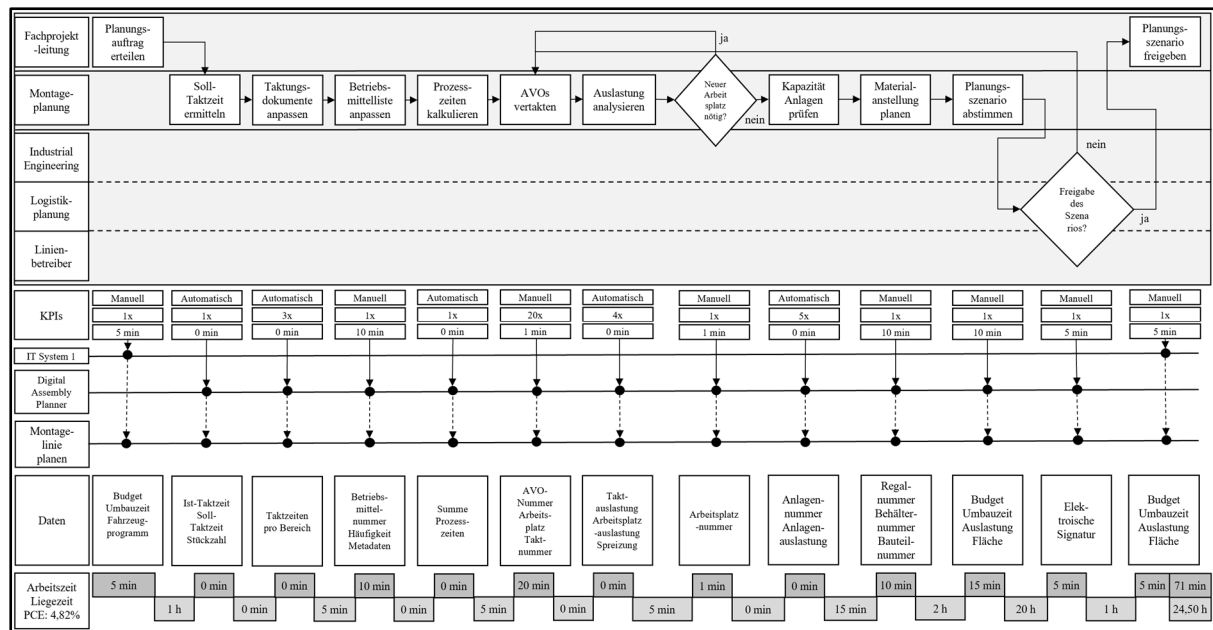 Fachprojekt
-leitung
Planungs-
auftrag
erteilen
ja
Planungs-
szenario
freigeben
Montage-
planung
Soll-
Taktzeit
ermitteln
Taktungs-
dokumente
anpassen
Betriebs-
mittelliste
anpassen
Prozess-
zeiten
kalkulieren
AVOs
vertakten
Auslastung
analysieren
Neuer
Arbeit
splatz
nötig?
nein
Kapazität
Anlagen
prüfen
Material-
anstellung
planen
Planungs-
szenario
abstimmen
Industrial
Engineering
nein
Logistik-
planung
Freigabe
des
Szena
rios?
ja
Linien-
betreiber
KPIs
Manuell
Automatisch
Automatisch
Manuell
Automatisch
Manuell
Automatisch
Manuell
Automatisch
Manuell
Manuell
Manuell
Manuell
1x
1x
3x
1x
1x
20x
4x
1x
5x
1x
1x
1x
1x
5 min
0 min
0 min
10 min
0 min
1 min
0 min
1 min
0 min
10 min
10 min
5 min
5 min
IT System 1
Digital
Assembly
Planner
Montage-
linie
planen
Daten
Budget
Umbauzeit
Fahrzeug-
programm
Ist-Taktzeit
Soll-
Taktzeit
Stückzahl
Taktzeiten
pro Bereich
Betriebs-
mittel-
nummer
Häufigkeit
Metadaten
Summe
Prozess-
zeiten
AVO-
Nummer
Arbeits-
platz
Takt-
nummer
Takt-
auslastung
Arbeitsplatz
-auslastung
Spreizung
Arbeitsplatz
-nummer
Anlagen-
nummer
Anlagen-
auslastung
Regal-
nummer
Behälter-
nummer
Bauteil-
nummer
Budget
Umbauzeit
Auslastung
Fläche
Elek-
troische
Signatur
Budget
Umbauzeit
Auslastung
Fläche
Arbeitszeit
Liegezeit
PCE: 4,82%
5 min
0 min
0 min
10 min
0 min
20 min
0 min
1 min
0 min
10 min
15 min
5 min
5 min
71 min
1 h
0 min
5 min
0 min
5 min
0 min
5 min
0 min
15 min
2 h
20 h
1 h
24,50 h